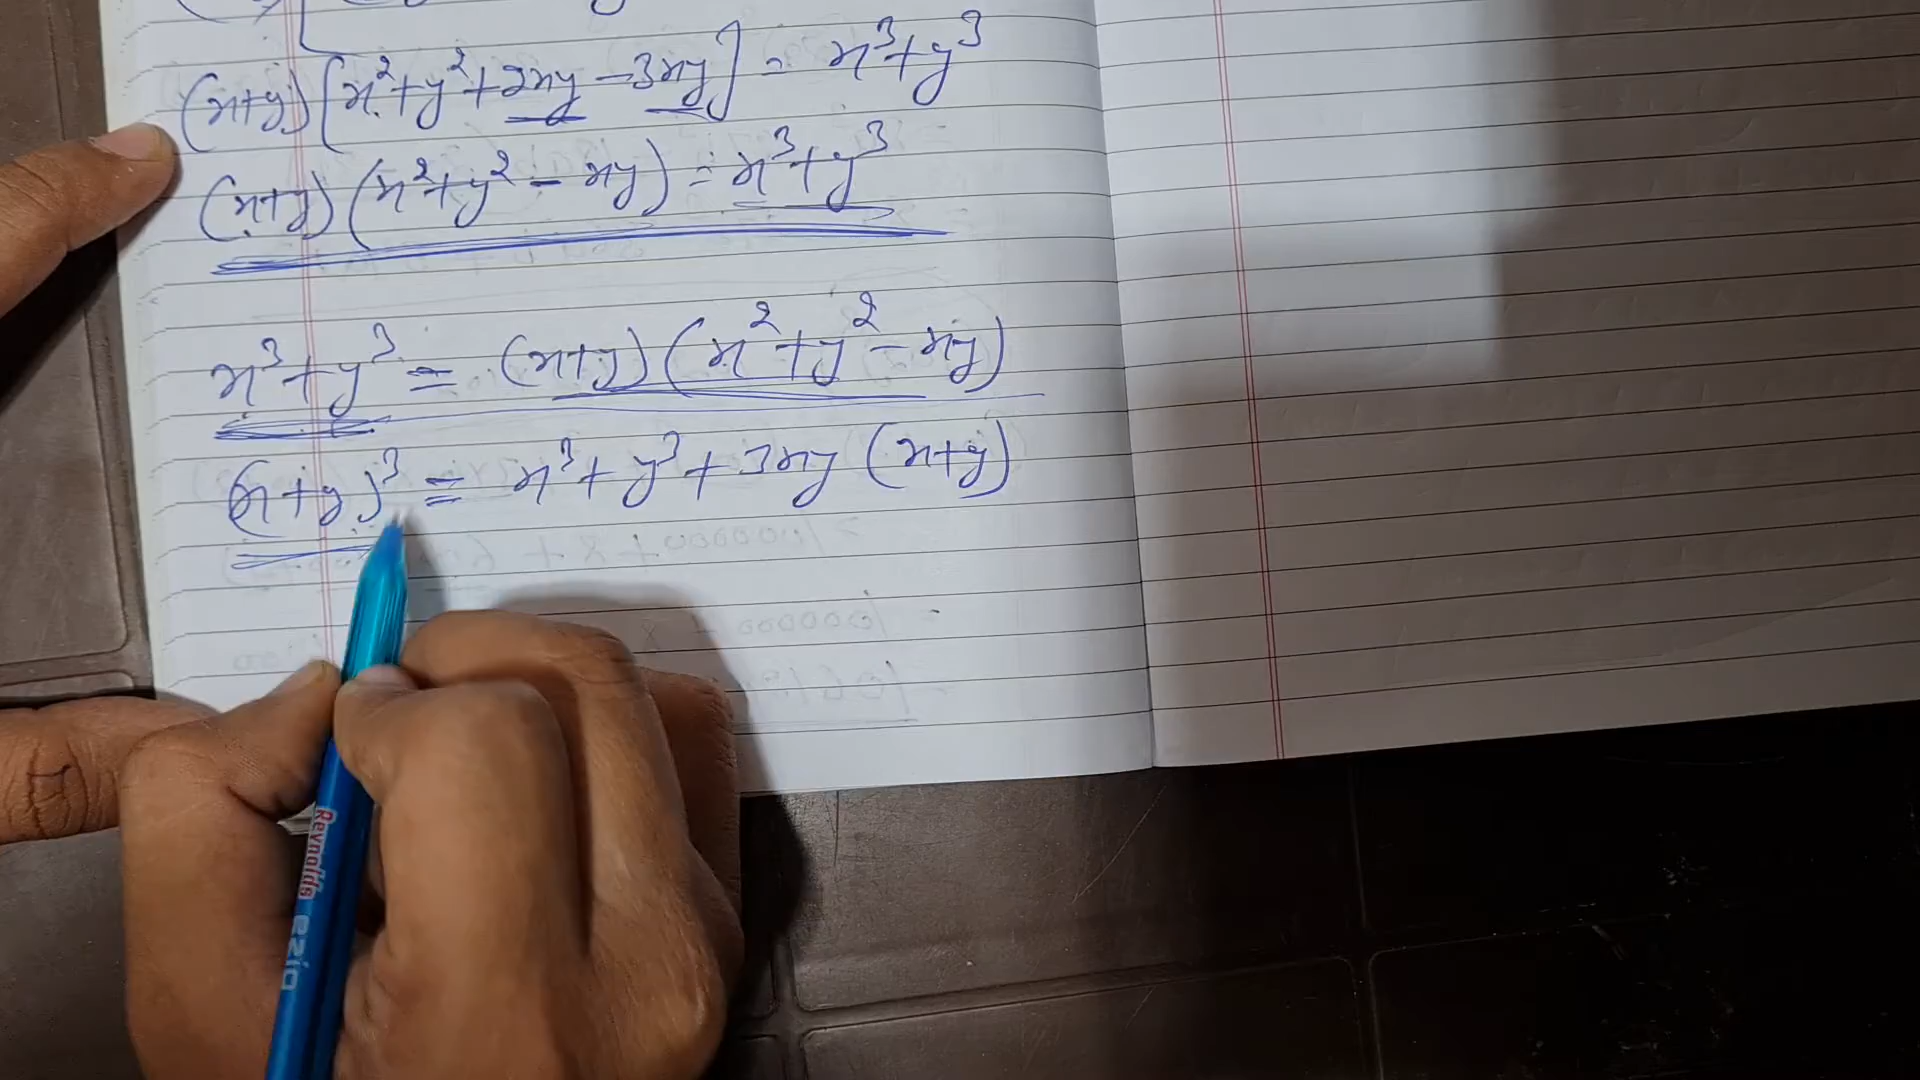 (x+y)[x²+y²+2xy-3xy] = x³+y³
(x+y)(x²+y²-xy) = x³+y³
x³+y³ = (x+y)(x²+y²-xy)
(x+y)³ = x³+y³+3xy(x+y)
Reynolds ezio